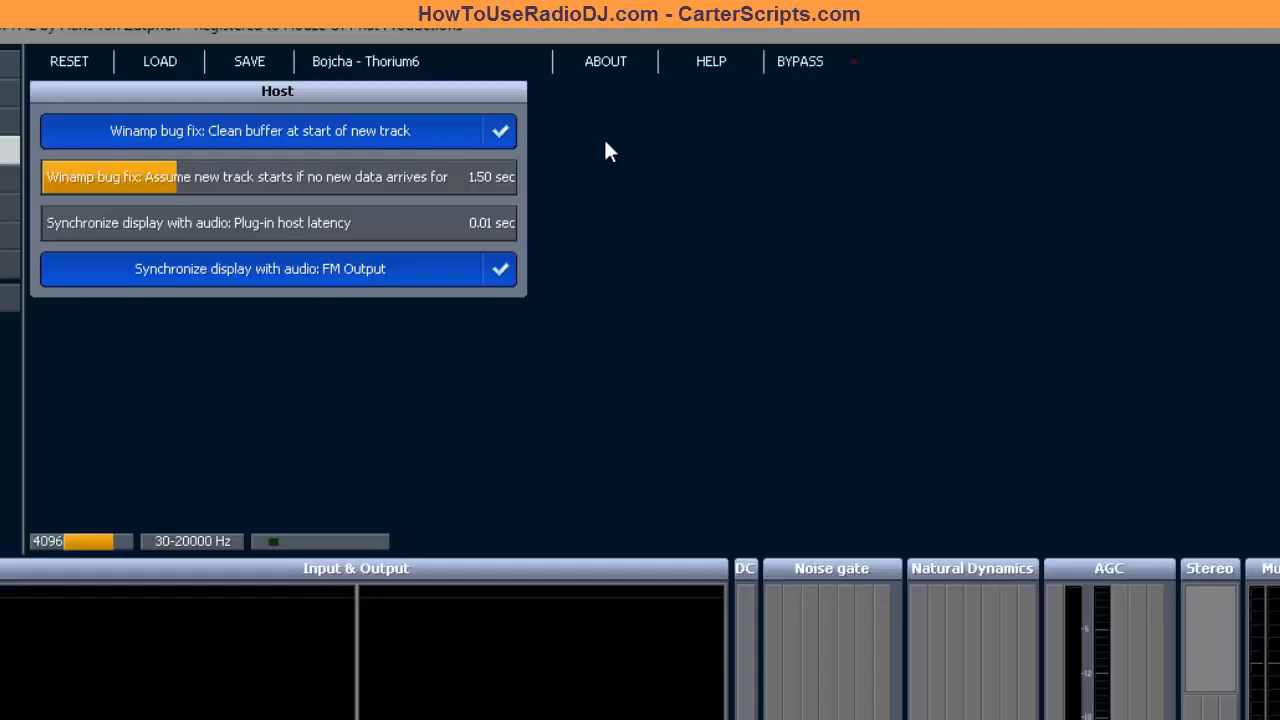 HowToUseRadioDJ.com - CarterScripts.com
RESET LOAD SAVE Bojcha - Thorium6 ABOUT HELP BYPASS
Host
Winamp bug fix: Clean buffer at start of new track
Winamp bug fix: Assume new track starts if no new data arrives for 1.50 sec
Synchronize display with audio: Plug-in host latency 0.01 sec
Synchronize display with audio: FM Output
4096 30-20000 Hz
Input & Output DC Noise gate Natural Dynamics AGC Stereo
-6
-12